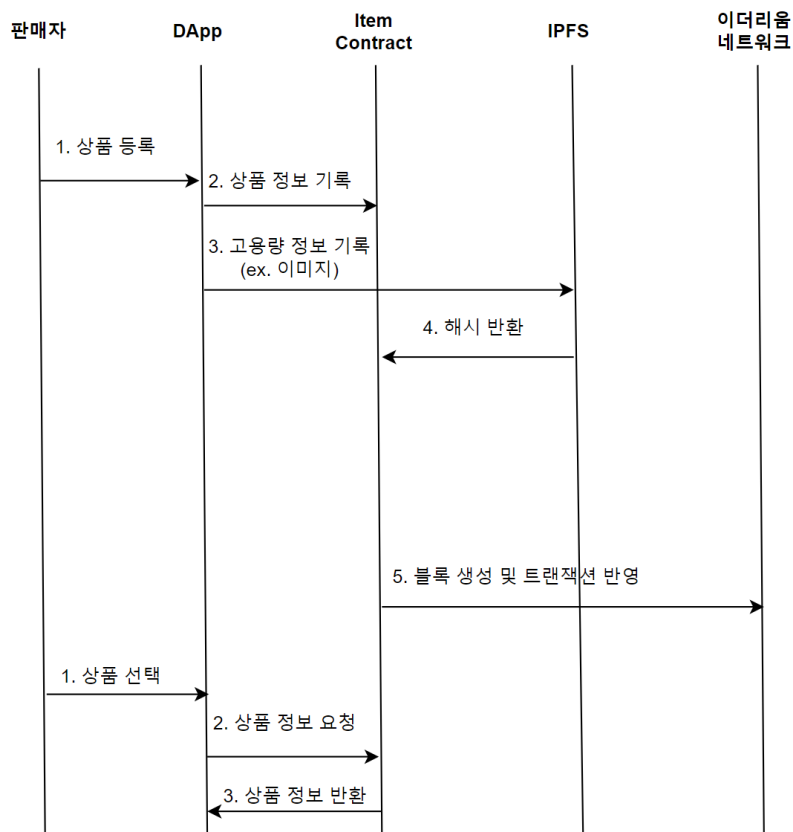 판매자
DApp
Item
Contract
IPFS
이더리움
네트워크
1. 상품 등록
2. 상품 정보 기록
3. 고용량 정보 기록
(ex. 이미지)
4. 해시 반환
5. 블록 생성 및 트랜잭션 반영
1. 상품 선택
2. 상품 정보 요청
3. 상품 정보 반환